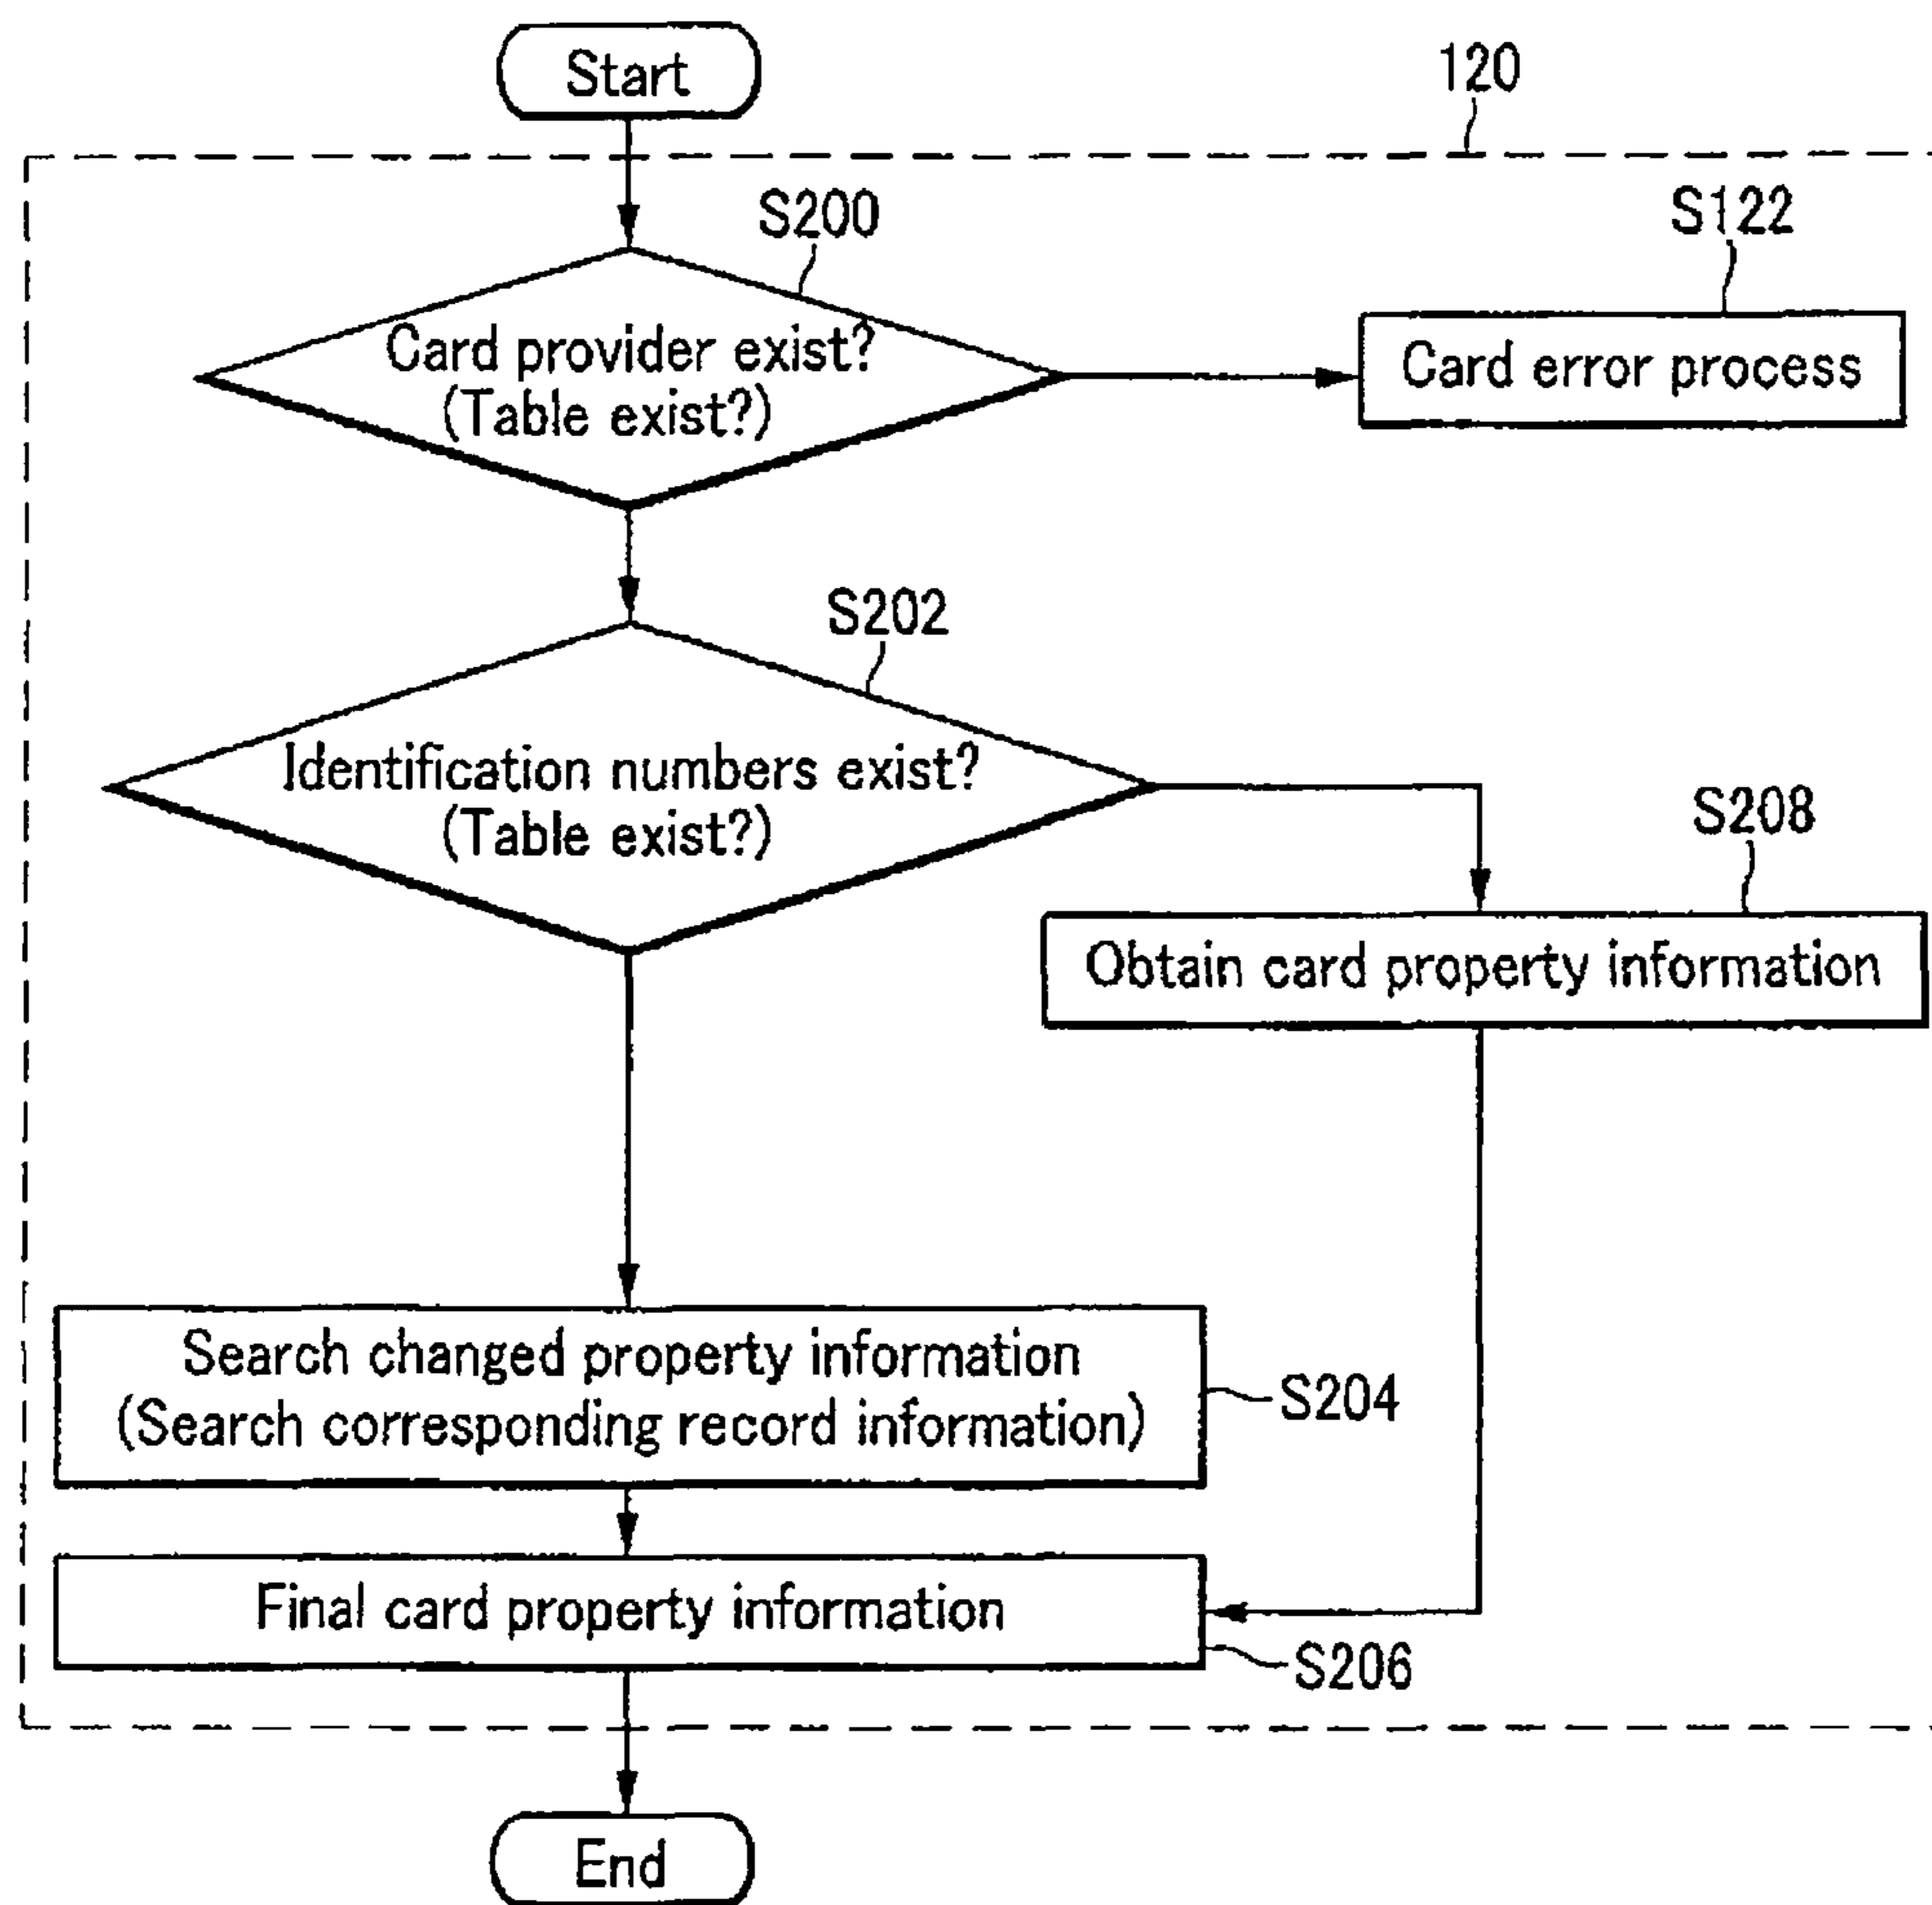 Start
120
S200
S122
Card provider exist?
(Table exist?)
Card error process
S202
Identification numbers exist?
(Table exist?)
S208
Obtain card property information
Search changed property information
(Search corresponding record information)
S204
Final card property information
S206
End